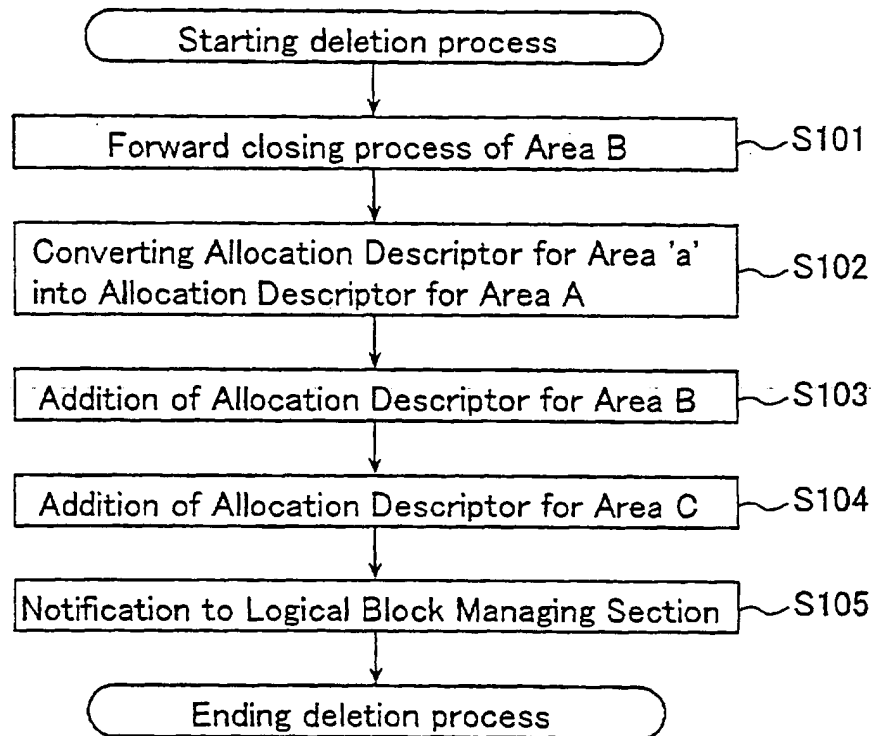 Starting deletion process
Forward closing process of Area B
S101
Converting Allocation Descriptor for Area 'a'
into Allocation Descriptor for Area A
S102
Addition of Allocation Descriptor for Area B
S103
Addition of Allocation Descriptor for Area C
S104
Notification to Logical Block Managing Section
S105
Ending deletion process